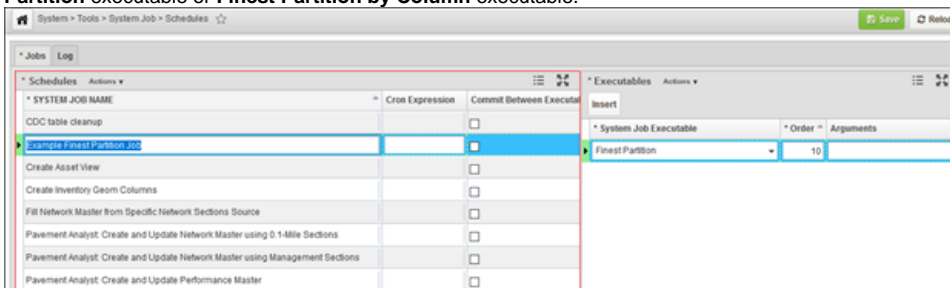 Partition executable or Finest Partition by Column executable.
System > Tools > System Job > Schedules
Save
* Jobs Log
* Schedules Actions
* SYSTEM JOB NAME Cron Expression
CDC table cleanup
Example Finest Partition Job
Create Asset View
Create Inventory Geom Columns
Fill Network Master from Specific Network Sections Source
Pavement Analyst: Create and Update Network Master using 0.1-Mile Sections
Pavement Analyst: Create and Update Network Master using Management Sections
Pavement Analyst: Create and Update Performance Master
Commit Between
* Executables Actions
Insert
* System Job Executable * Order Arguments
Finest Partition 10